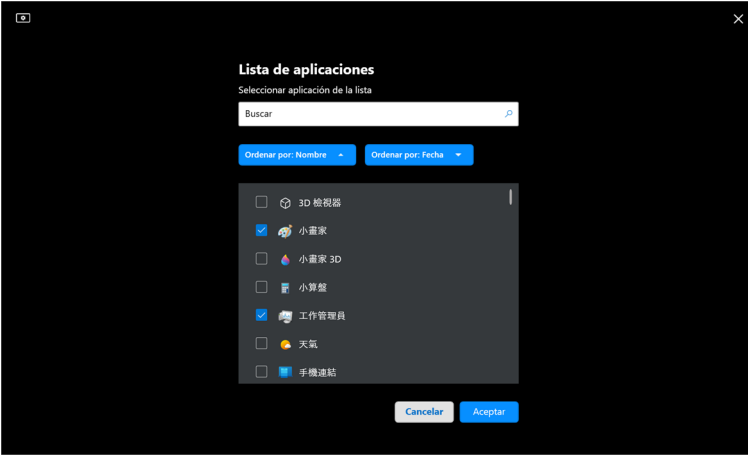 Lista de aplicaciones
Seleccionar aplicación de la lista
Buscar
Ordenar por: Nombre
Ordenar por: Fecha
3D 檢視器
小畫家
小畫家 3D
小算盤
工作管理員
天氣
手機連結
Cancelar
Aceptar